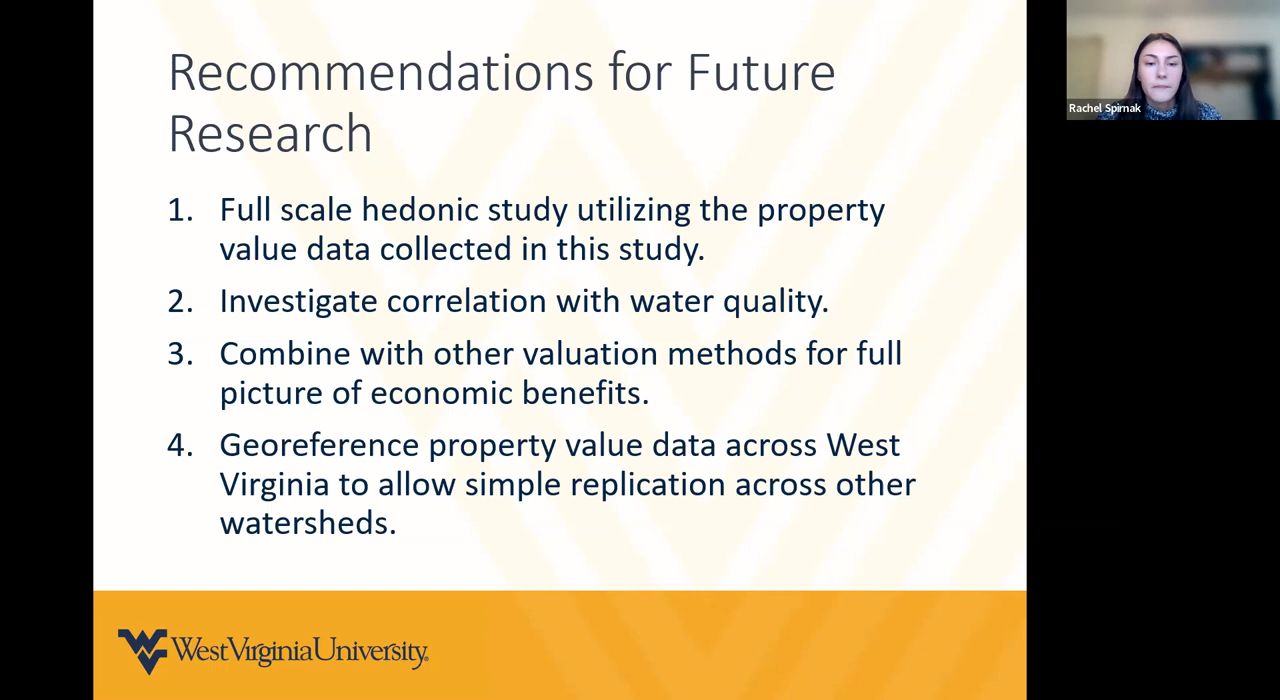 Recommendations for Future
Research
1. Full scale hedonic study utilizing the property
value data collected in this study.
2. Investigate correlation with water quality.
3. Combine with other valuation methods for full
picture of economic benefits.
4. Georeference property value data across West
Virginia to allow simple replication across other
watersheds.
WestVirginiaUniversity.
Rachel Spirnak